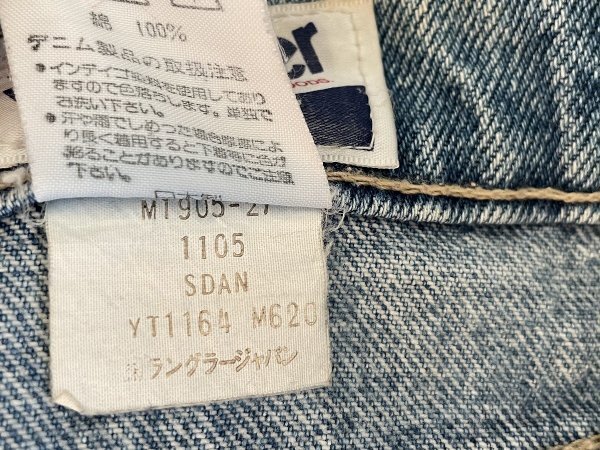 綿 100%
デニム製品の取扱注意
・インディゴ染料を使用しており
ますので色落ちします。単独で
お洗い下さい。
・汗や雨でしめった場合摩擦によ
り長く着用すると下着等に色が
移ることがありますのでご注意
下さい。
er
OODS.
M1905-27
1105
SDAN
YT1164 M620
ラングラージャパン